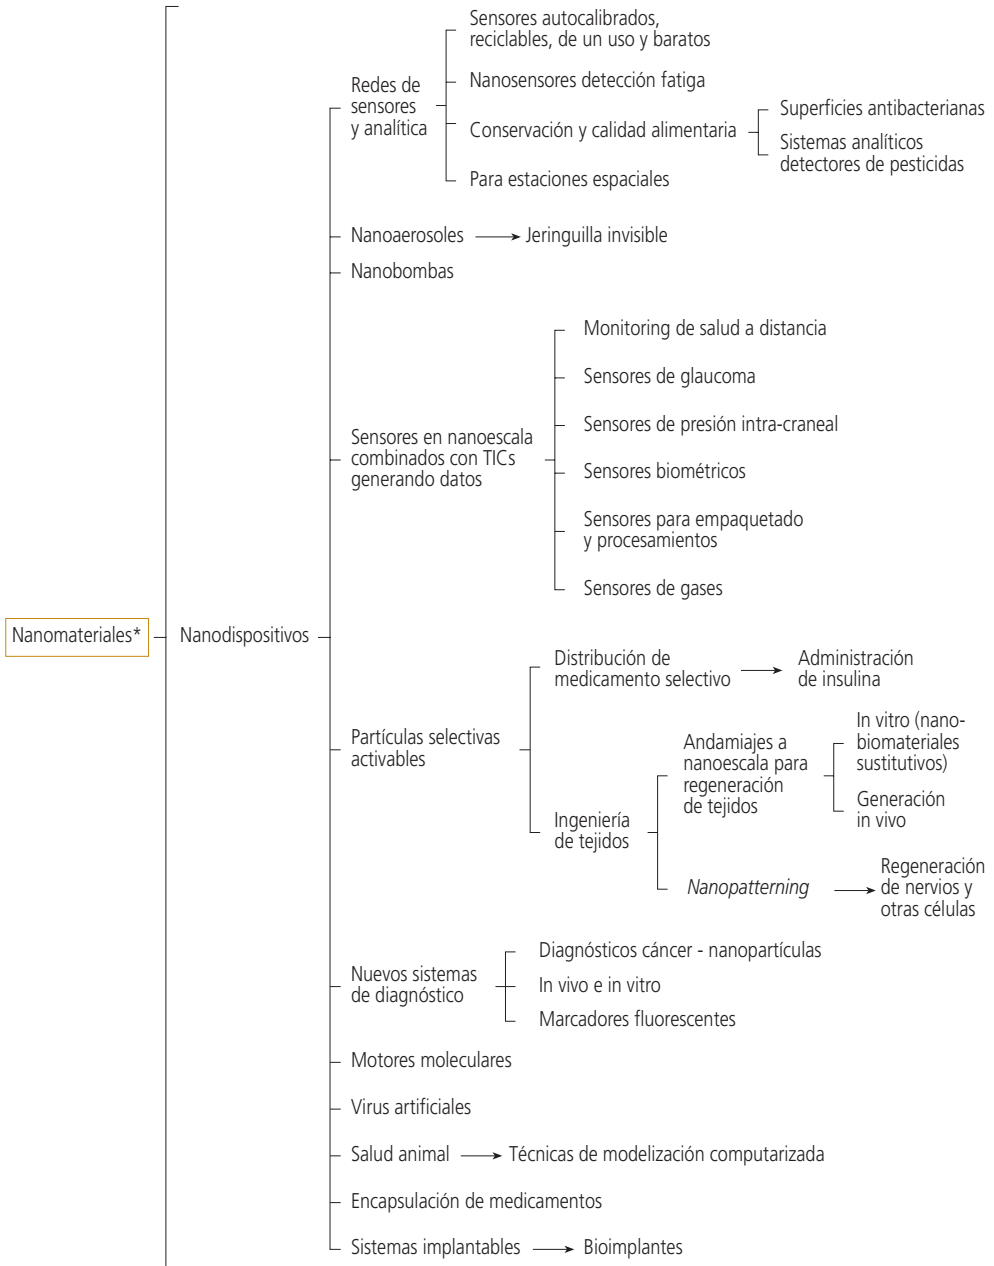 Sensores autocalibrados,
reciclables, de un uso y baratos
Redes de
sensores
y analítica
Nanosensores detección fatiga
Conservación y calidad alimentaria
Superficies antibacterianas
Sistemas analíticos
detectores de pesticidas
Para estaciones espaciales
Nanoaerosoles
Jeringuilla invisible
Nanobombas
Sensores en nanoescala
combinados con TICs
generando datos
Monitoring de salud a distancia
Sensores de glaucoma
Sensores de presión intra-craneal
Sensores biométricos
Sensores para empaquetado
y procesamientos
Sensores de gases
Nanomateriales*
Nanodispositivos
Partículas selectivas
activables
Distribución de
medicamento selectivo
Administración
de insulina
Ingeniería
de tejidos
Andamiajes a
nanoescala para
regeneración
de tejidos
In vitro (nano-
biomateriales
sustitutivos)
Generación
in vivo
Nanopatterning
Regeneración
de nervios y
otras células
Nuevos sistemas
de diagnóstico
Diagnósticos cáncer - nanopartículas
In vivo e in vitro
Marcadores fluorescentes
Motores moleculares
Virus artificiales
Salud animal
Técnicas de modelización computarizada
Encapsulación de medicamentos
Sistemas implantables
Bioimplantes